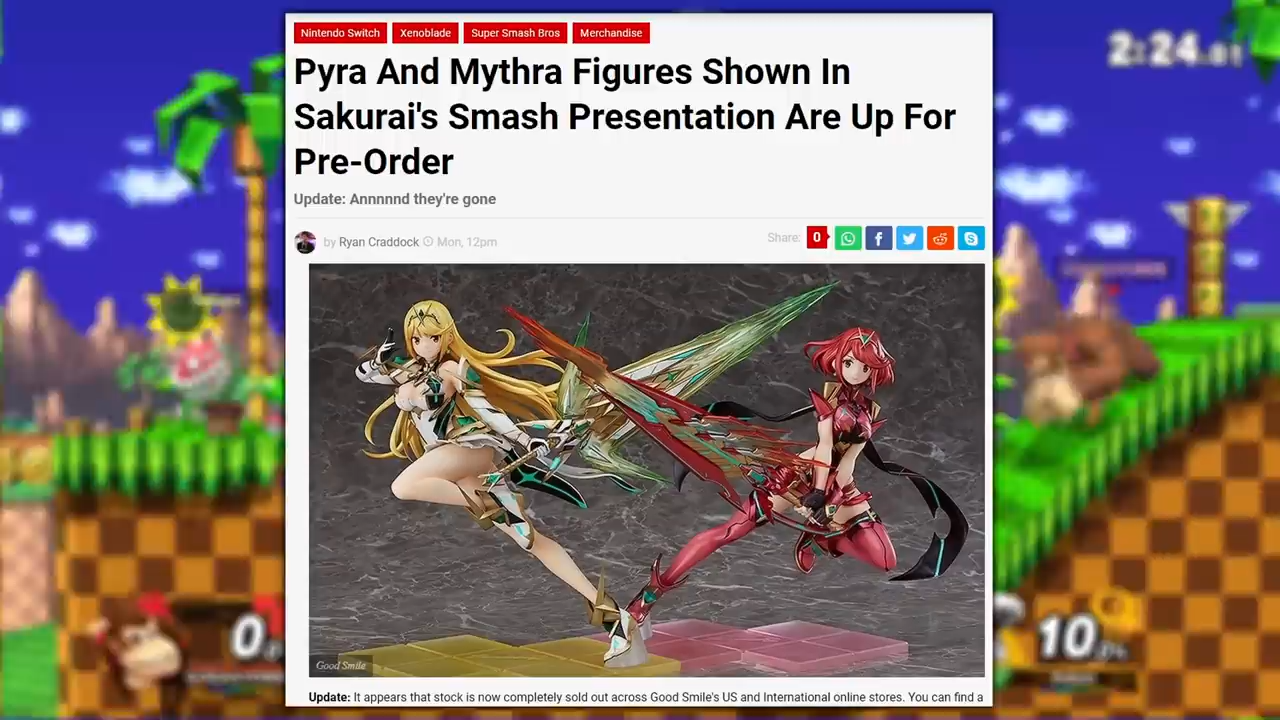 2:24.81
Nintendo Switch Xenoblade Super Smash Bros Merchandise
Pyra And Mythra Figures Shown In
Sakurai's Smash Presentation Are Up For
Pre-Order
Update: Annnnnd they're gone
by Ryan Craddock Mon, 12pm
Share: 0
Good Smile
0
10
Update: It appears that stock is now completely sold out across Good Smile's US and International online stores. You can find a